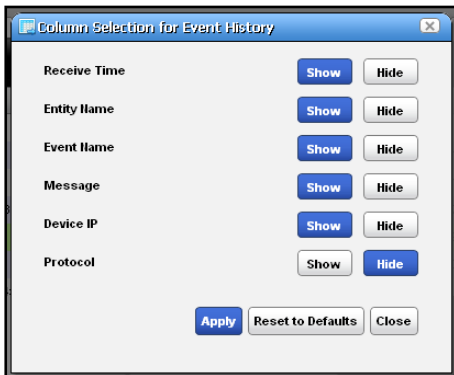 Column Selection for Event History
Receive Time Show Hide
Entity Name Show Hide
Event Name Show Hide
Message Show Hide
Device IP Show Hide
Protocol Show Hide
Apply Reset to Defaults Close